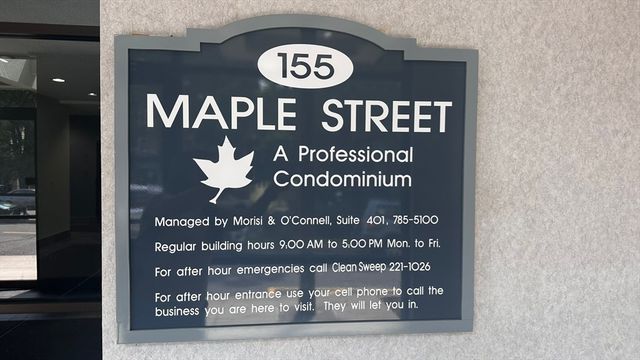 155
MAPLE STREET
A Professional
Condominium
Managed by Morisi & O'Connell, Suite 401, 785-5100
Regular building hours 9.00 AM to 5.00 PM Mon. to Fri.
For after hour emergencies call Clean Sweep 221-1026
For after hour entrance use your cell phone to call the
business you are here to visit. They will let you in.